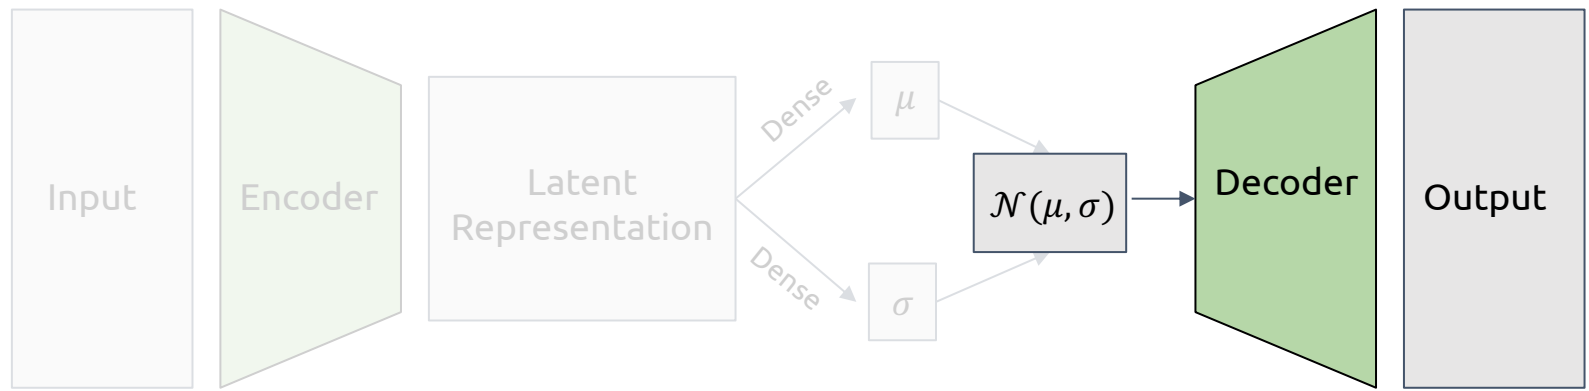 Input
Encoder
Latent
Representation
Dense
Dense
μ
σ
𝒩(μ, σ)
Decoder
Output